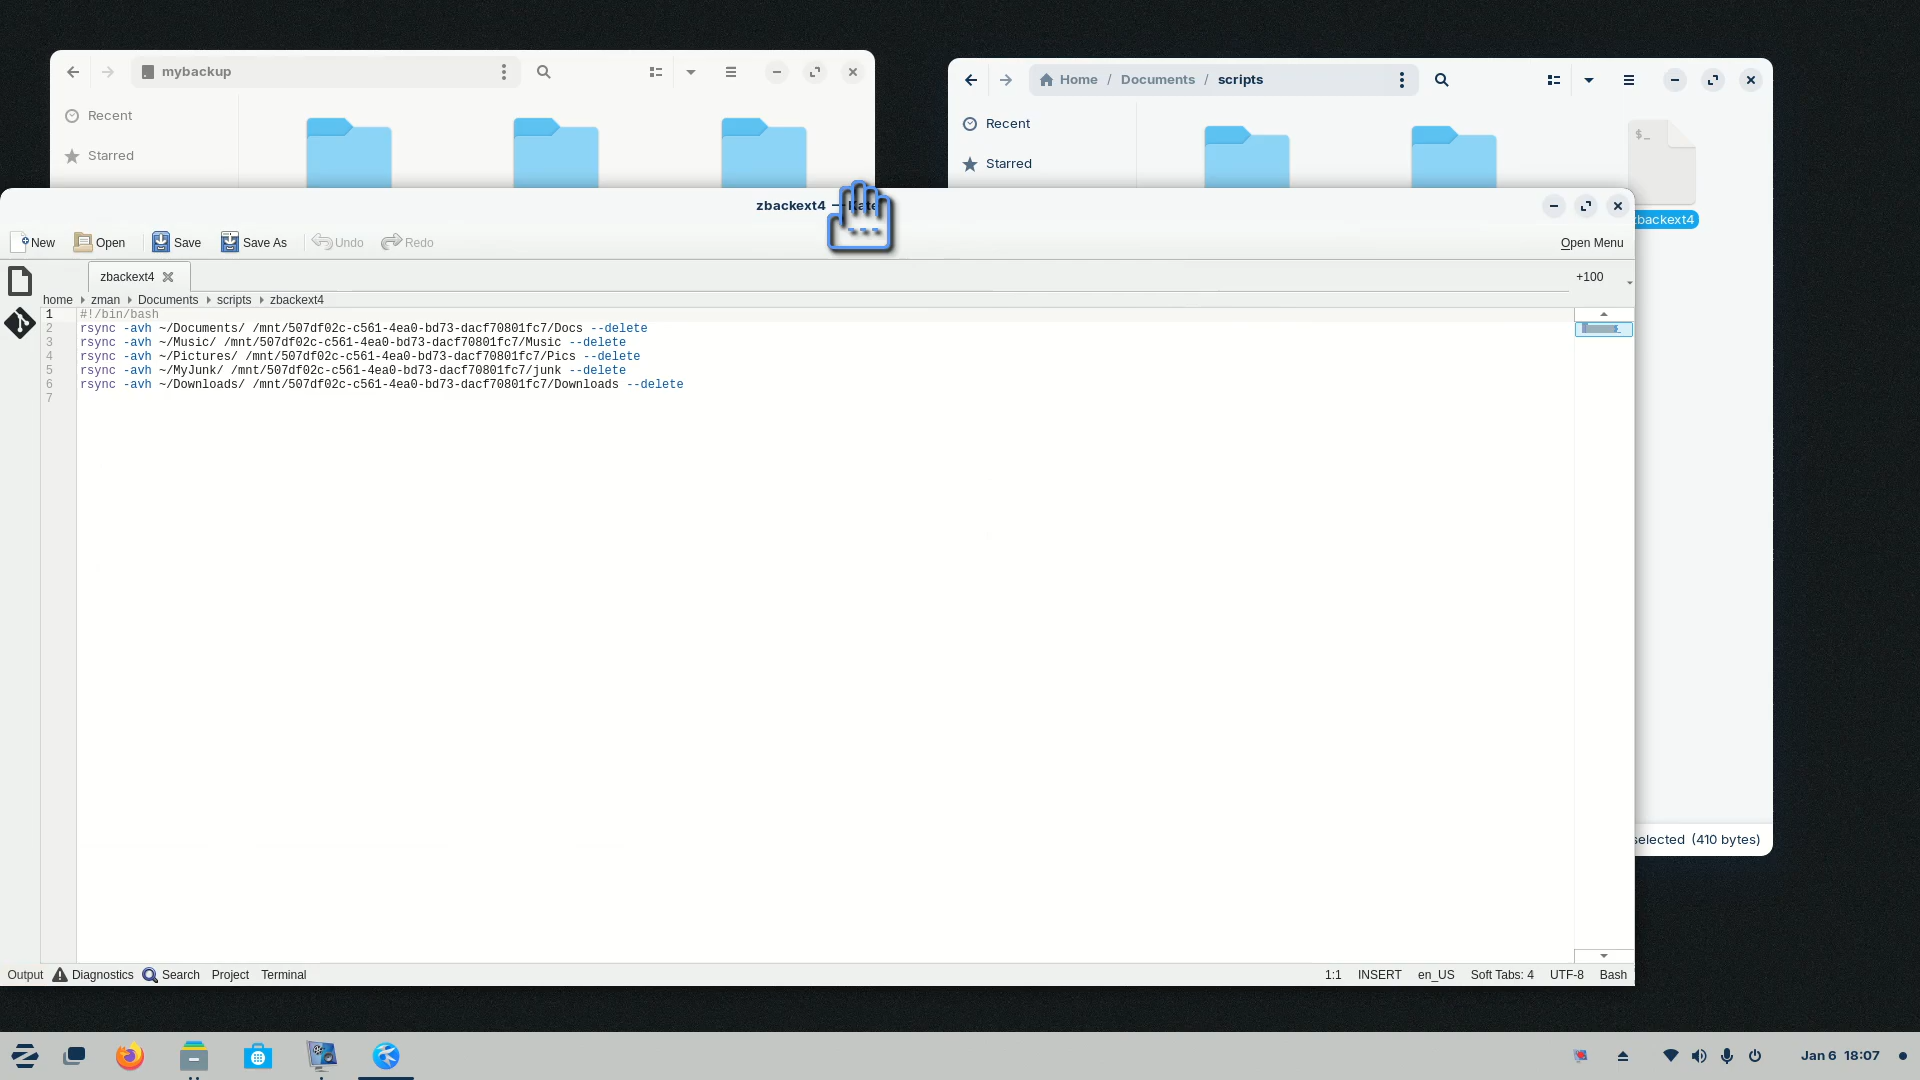 mybackup
Recent
Starred
Home / Documents / scripts
Recent
Starred
$_
zbackext4
selected (410 bytes)
zbackext4 — Kate
New
Open
Save
Save As
Undo
Redo
Open Menu
zbackext4
+100
home
zman
Documents
scripts
zbackext4
1 #!/bin/bash
2 rsync -avh ~/Documents/ /mnt/507df02c-c561-4ea0-bd73-dacf70801fc7/Docs --delete
3 rsync -avh ~/Music/ /mnt/507df02c-c561-4ea0-bd73-dacf70801fc7/Music --delete
4 rsync -avh ~/Pictures/ /mnt/507df02c-c561-4ea0-bd73-dacf70801fc7/Pics --delete
5 rsync -avh ~/MyJunk/ /mnt/507df02c-c561-4ea0-bd73-dacf70801fc7/junk --delete
6 rsync -avh ~/Downloads/ /mnt/507df02c-c561-4ea0-bd73-dacf70801fc7/Downloads --delete
7
Output
Diagnostics
Search
Project
Terminal
1:1
INSERT
en_US
Soft Tabs: 4
UTF-8
Bash
Jan 6 18:07